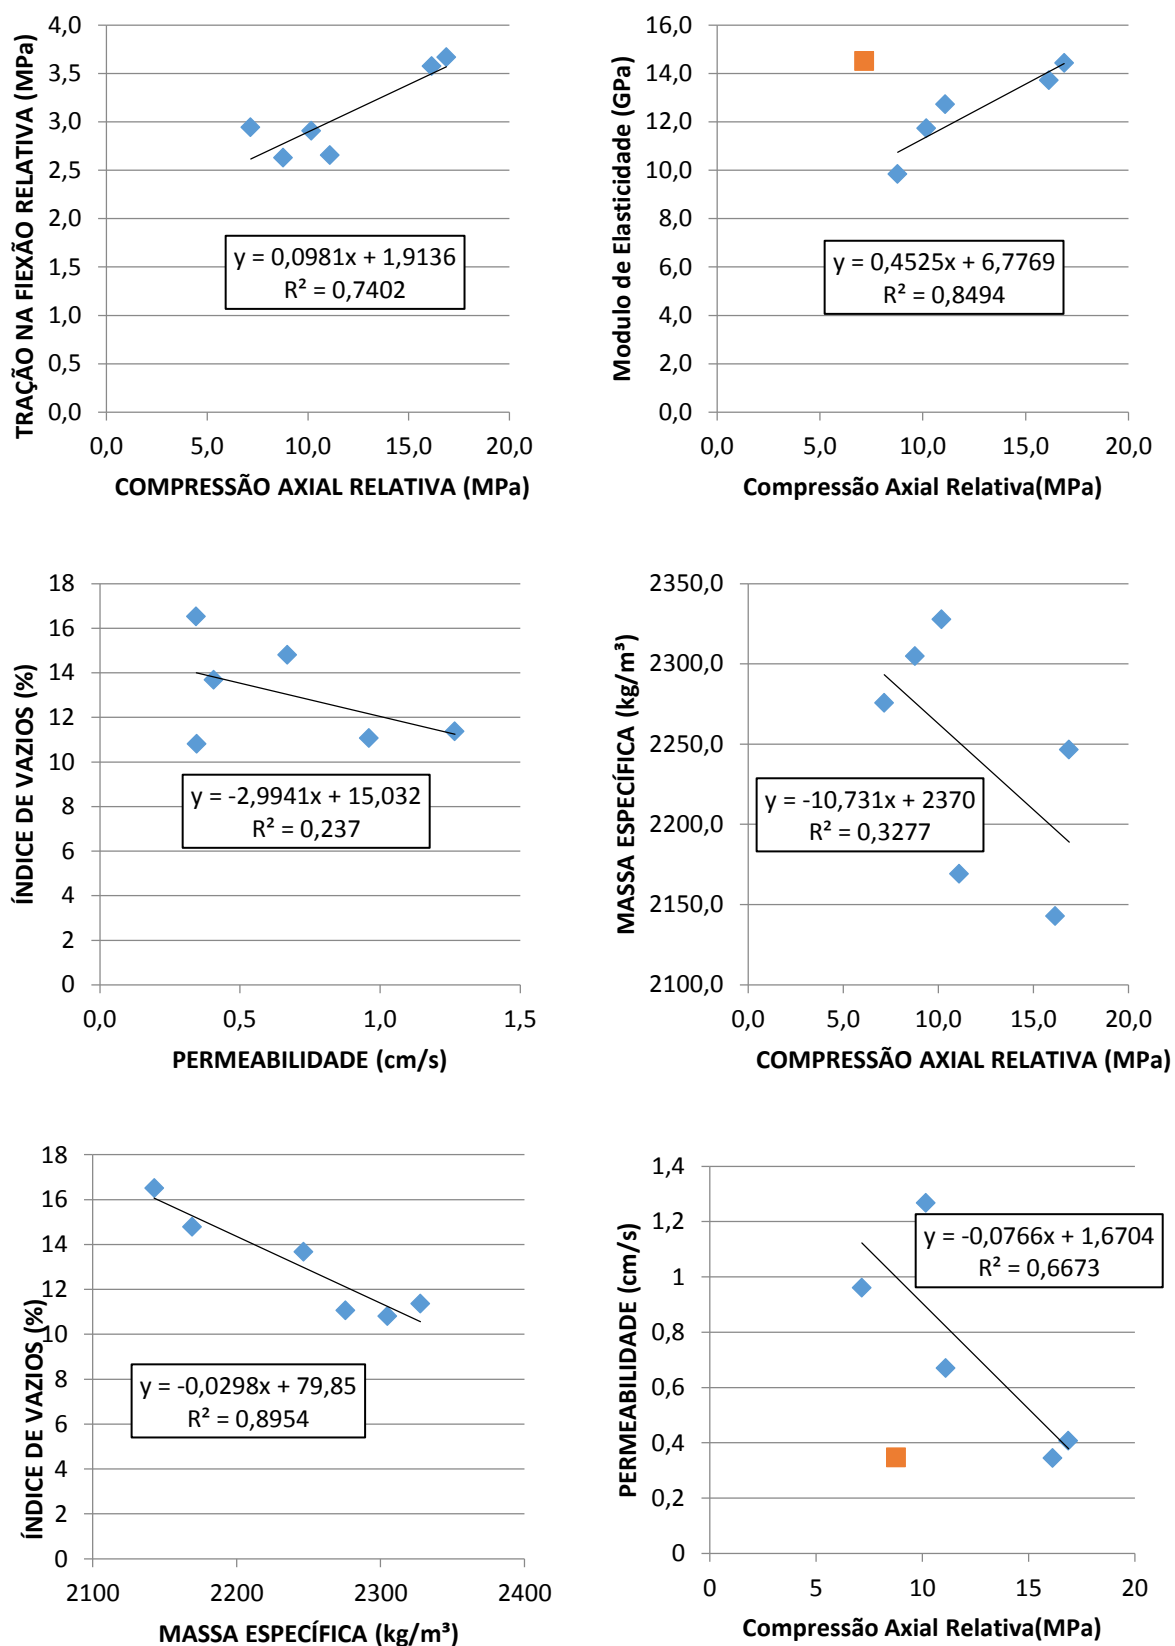 TRAÇÃO NA FlEXÃO RELATIVA (MPa)
4,0
3,5
3,0
2,5
2,0
1,5
1,0
0,5
0,0
y = 0,0981x + 1,9136
R² = 0,7402
0,0 5,0 10,0 15,0 20,0
COMPRESSÃO AXIAL RELATIVA (MPa)
Modulo de Elasticidade (GPa)
16,0
14,0
12,0
10,0
8,0
6,0
4,0
2,0
0,0
y = 0,4525x + 6,7769
R² = 0,8494
0,0 5,0 10,0 15,0 20,0
Compressão Axial Relativa(MPa)
ÍNDICE DE VAZIOS (%)
18
16
14
12
10
8
6
4
2
0
y = -2,9941x + 15,032
R² = 0,237
0,0 0,5 1,0 1,5
PERMEABILIDADE (cm/s)
MASSA ESPECÍFICA (kg/m³)
2350,0
2300,0
2250,0
2200,0
2150,0
2100,0
y = -10,731x + 2370
R² = 0,3277
0,0 5,0 10,0 15,0 20,0
COMPRESSÃO AXIAL RELATIVA (MPa)
ÍNDICE DE VAZIOS (%)
18
16
14
12
10
8
6
4
2
0
y = -0,0298x + 79,85
R² = 0,8954
2100 2200 2300 2400
MASSA ESPECÍFICA (kg/m³)
PERMEABILIDADE (cm/s)
1,4
1,2
1
0,8
0,6
0,4
0,2
0
y = -0,0766x + 1,6704
R² = 0,6673
0 5 10 15 20
Compressão Axial Relativa(MPa)